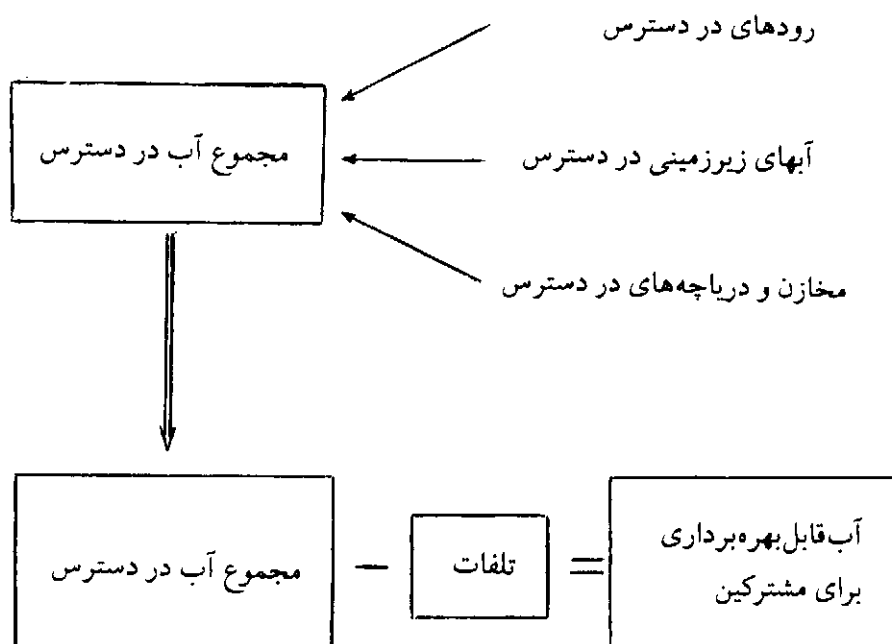 رودهای در دسترس
مجموع آب در دسترس
آبهای زیرزمینی در دسترس
مخازن و دریاچه‌های در دسترس
مجموع آب در دسترس
−
تلفات
=
آب‌قابل‌بهره‌برداری
برای مشترکین